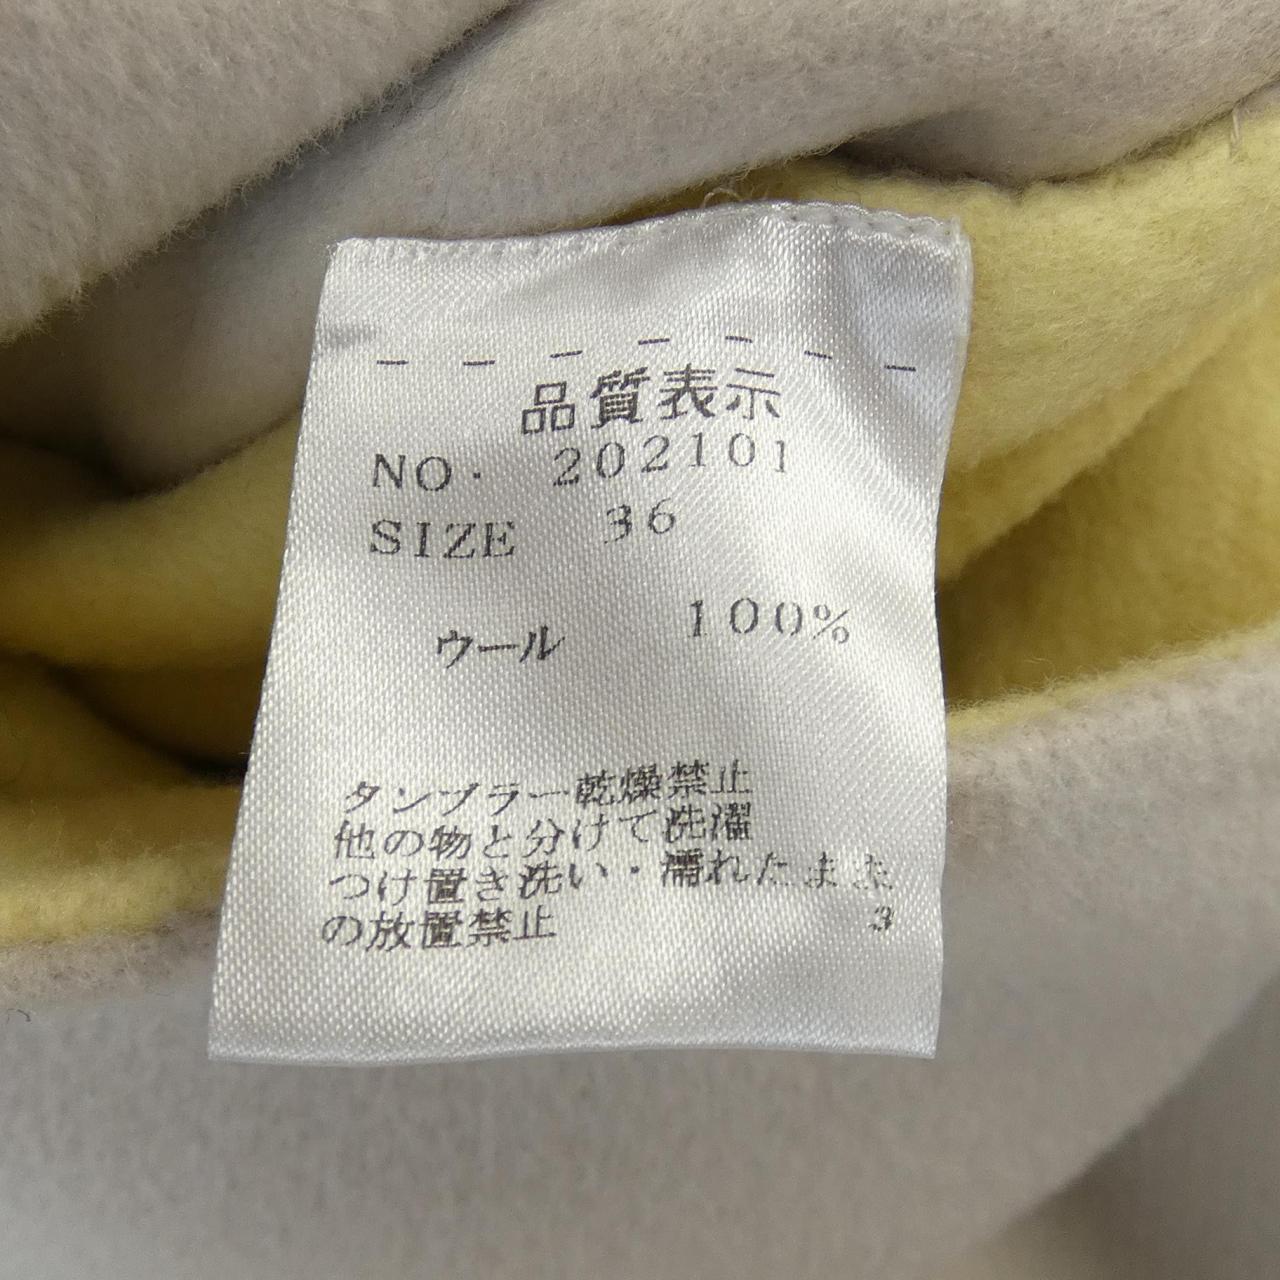 品質表示
NO. 202101
SIZE 36
ウール 100%
タンブラー乾燥禁止
他の物と分けて洗濯
つけ置き洗い・濡れたまま
の放置禁止
3